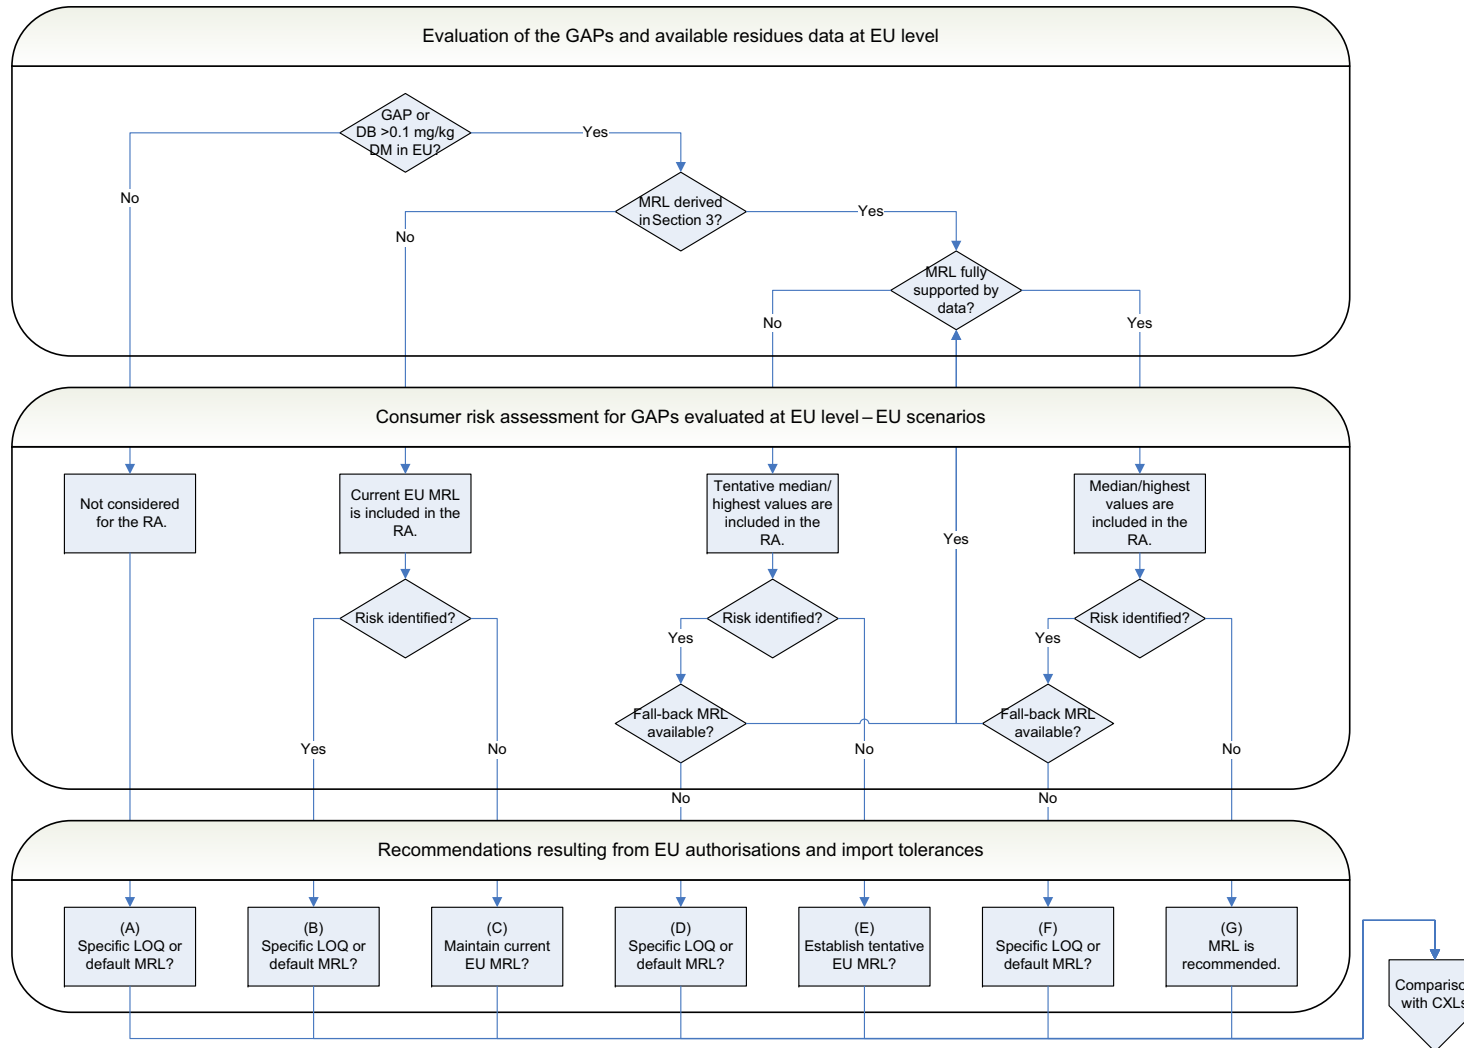 Evaluation of the GAPs and available residues data at EU level
GAP or
DB >0.1 mg/kg
DM in EU?
Yes
No
MRL derived
in Section 3?
Yes
No
MRL fully
supported by
data?
No
Yes
Consumer risk assessment for GAPs evaluated at EU level – EU scenarios
Not considered
for the RA.
Current EU MRL
is included in the
RA.
Tentative median/
highest values are
included in the
RA.
Median/highest
values are
included in the
RA.
Yes
Risk identified?
Risk identified?
Risk identified?
Yes
Yes
Fall-back MRL
available?
Fall-back MRL
available?
Yes
No
No
No
No
No
Recommendations resulting from EU authorisations and import tolerances
(A)
Specific LOQ or
default MRL?
(B)
Specific LOQ or
default MRL?
(C)
Maintain current
EU MRL?
(D)
Specific LOQ or
default MRL?
(E)
Establish tentative
EU MRL?
(F)
Specific LOQ or
default MRL?
(G)
MRL is
recommended.
Compariso
with CXLs